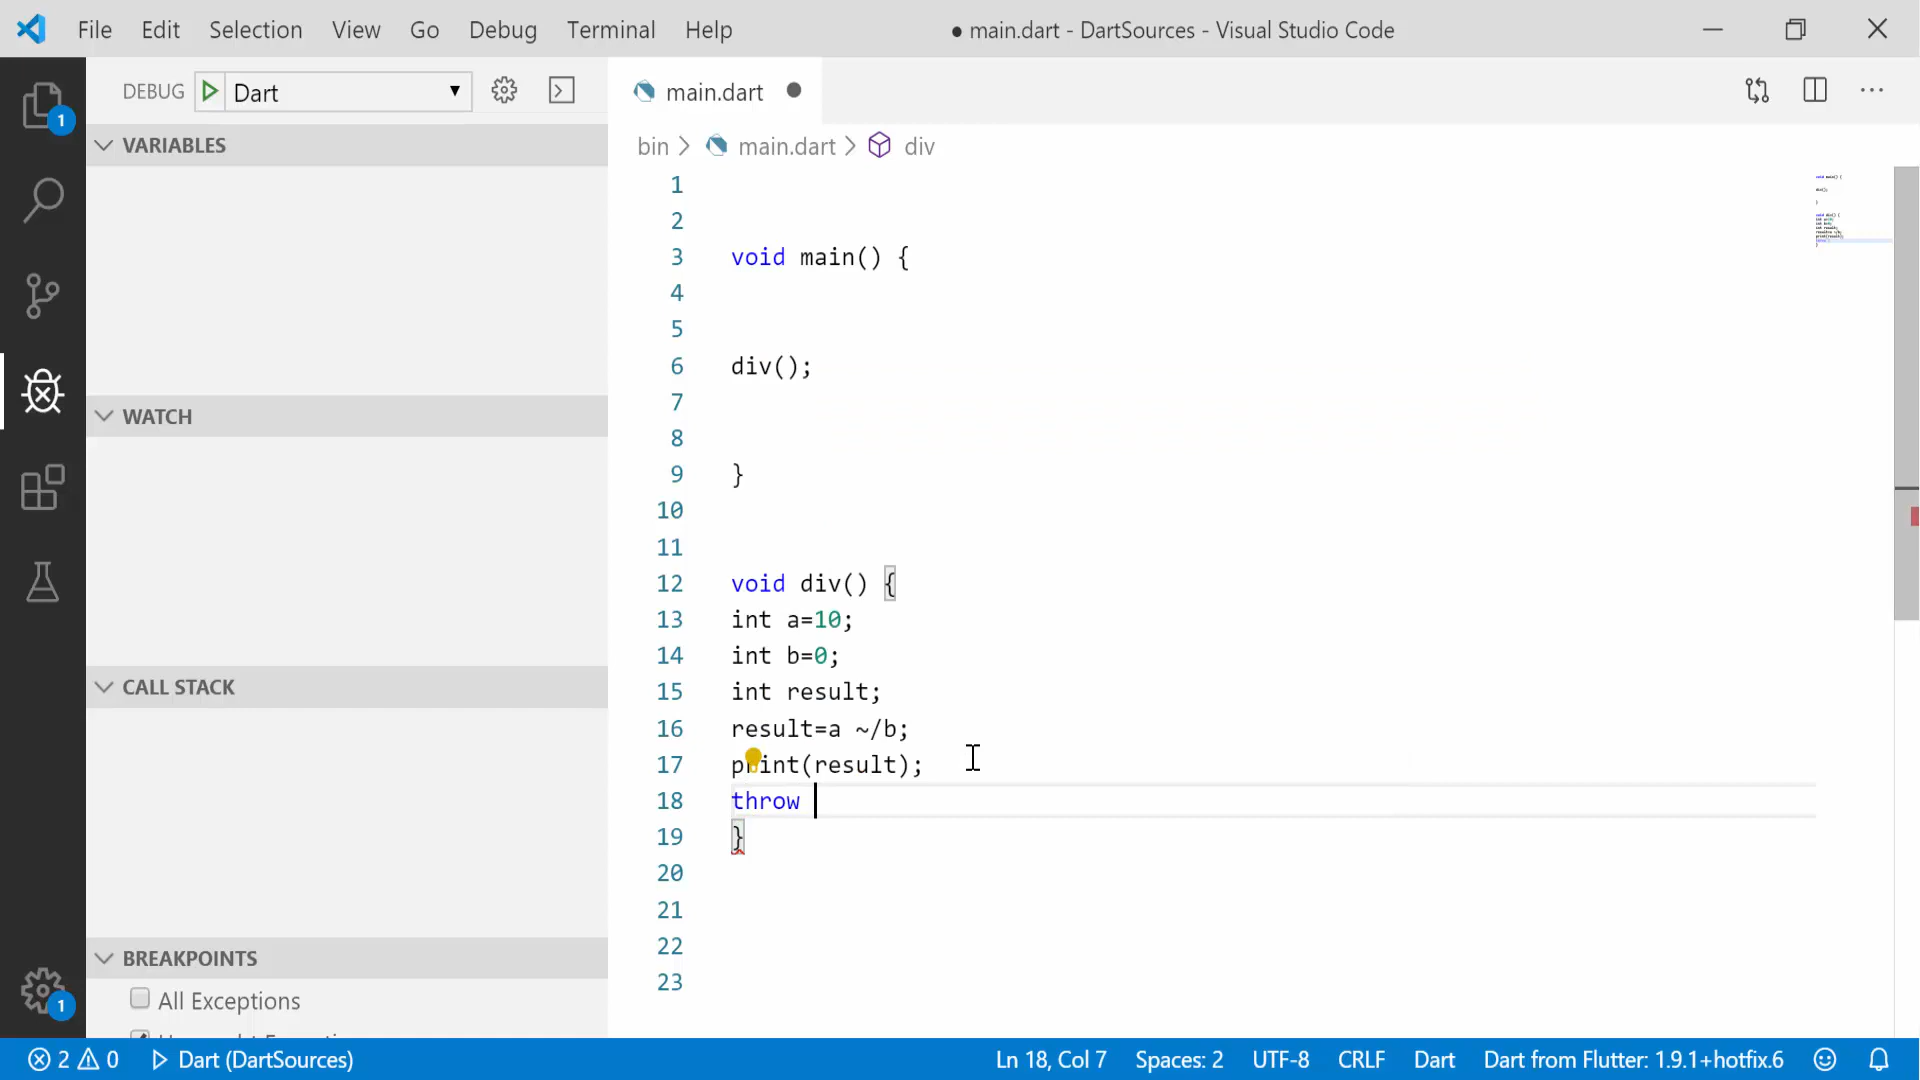 File Edit Selection View Go Debug Terminal Help ● main.dart - DartSources - Visual Studio Code
DEBUG Dart
main.dart
VARIABLES
bin > main.dart > div
1
2
3 void main() {
4
5
6 div();
7
8
9 }
10
11
12 void div() {
13 int a=10;
14 int b=0;
15 int result;
16 result=a ~/b;
17 print(result);
18 throw
19 }
20
21
22
23
WATCH
CALL STACK
BREAKPOINTS
All Exceptions
1
1
2 0 Dart (DartSources) Ln 18, Col 7 Spaces: 2 UTF-8 CRLF Dart Dart from Flutter: 1.9.1+hotfix.6